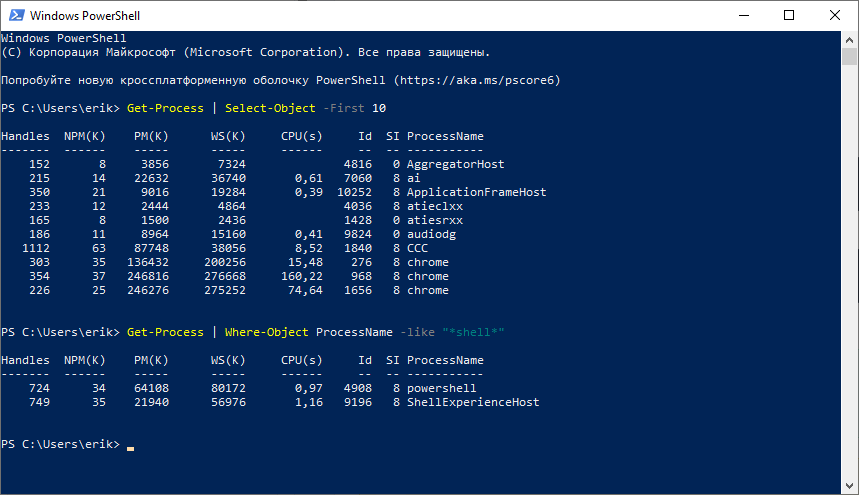 Windows PowerShell
Windows PowerShell
(C) Корпорация Майкрософт (Microsoft Corporation). Все права защищены.
Попробуйте новую кроссплатформенную оболочку PowerShell (https://aka.ms/pscore6)
PS C:\Users\erik> Get-Process | Select-Object -First 10
Handles  NPM(K)    PM(K)      WS(K)     CPU(s)     Id  SI ProcessName
-------  ------    -----      -----     ------     --  -- -----------
    152       8     3856       7324              4816   0 AggregatorHost
    215      14    22632      36740       0,61   7060   8 ai
    350      21     9016      19284       0,39  10252   8 ApplicationFrameHost
    233      12     2444       4864              4036   8 atieclxx
    165       8     1500       2436              1428   0 atiesrxx
    186      11     8964      15160       0,41   9824   0 audiodg
   1112      63    87748      38056       8,52   1840   8 CCC
    303      35   136432     200256      15,48    276   8 chrome
    354      37   246816     276668     160,22    968   8 chrome
    226      25   246276     275252      74,64   1656   8 chrome
PS C:\Users\erik> Get-Process | Where-Object ProcessName -like "*shell*"
Handles  NPM(K)    PM(K)      WS(K)     CPU(s)     Id  SI ProcessName
-------  ------    -----      -----     ------     --  -- -----------
    724      34    64108      80172       0,97   4908   8 powershell
    749      35    21940      56976       1,16   9196   8 ShellExperienceHost
PS C:\Users\erik>